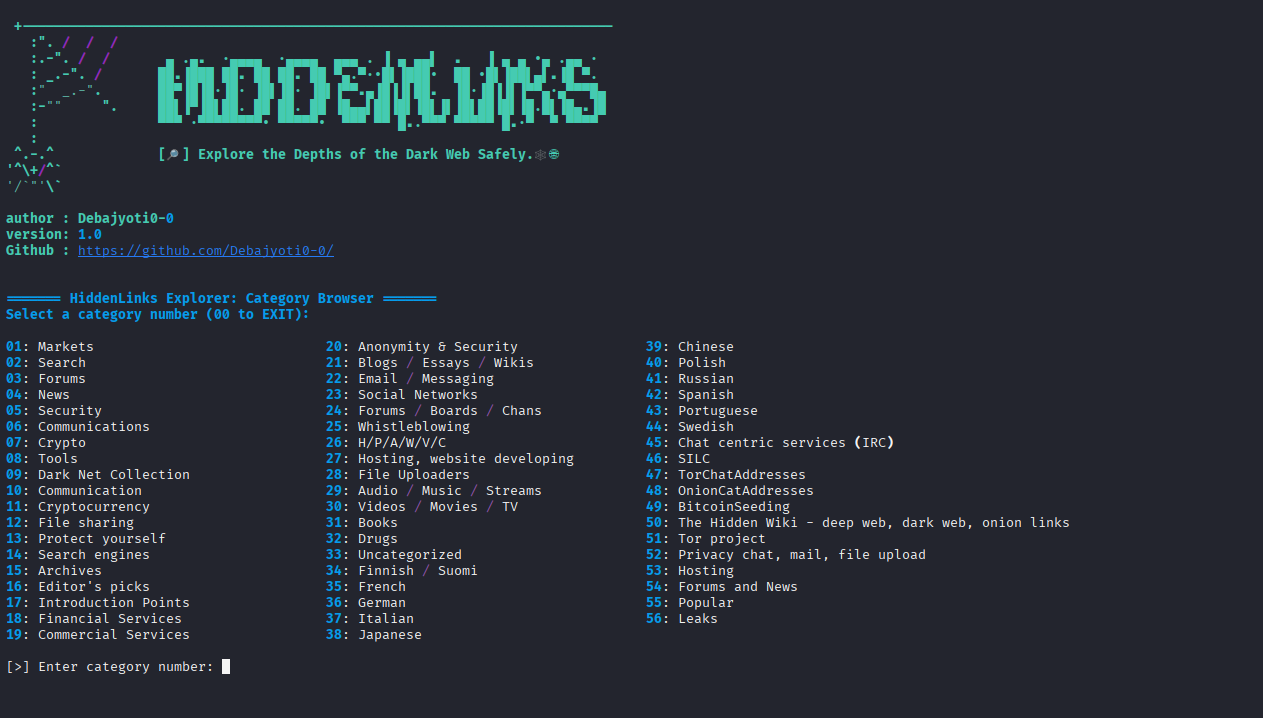 HIDDENLINKS
[🔎] Explore the Depths of the Dark Web Safely.🕸️🌐
author : Debajyoti0-0
version: 1.0
Github : https://github.com/Debajyoti0-0/
======= HiddenLinks Explorer: Category Browser =======
Select a category number (00 to EXIT):
01: Markets
02: Search
03: Forums
04: News
05: Security
06: Communications
07: Crypto
08: Tools
09: Dark Net Collection
10: Communication
11: Cryptocurrency
12: File sharing
13: Protect yourself
14: Search engines
15: Archives
16: Editor's picks
17: Introduction Points
18: Financial Services
19: Commercial Services
20: Anonymity & Security
21: Blogs / Essays / Wikis
22: Email / Messaging
23: Social Networks
24: Forums / Boards / Chans
25: Whistleblowing
26: H/P/A/W/V/C
27: Hosting, website developing
28: File Uploaders
29: Audio / Music / Streams
30: Videos / Movies / TV
31: Books
32: Drugs
33: Uncategorized
34: Finnish / Suomi
35: French
36: German
37: Italian
38: Japanese
39: Chinese
40: Polish
41: Russian
42: Spanish
43: Portuguese
44: Swedish
45: Chat centric services (IRC)
46: SILC
47: TorChatAddresses
48: OnionCatAddresses
49: BitcoinSeeding
50: The Hidden Wiki - deep web, dark web, onion links
51: Tor project
52: Privacy chat, mail, file upload
53: Hosting
54: Forums and News
55: Popular
56: Leaks
[>] Enter category number: